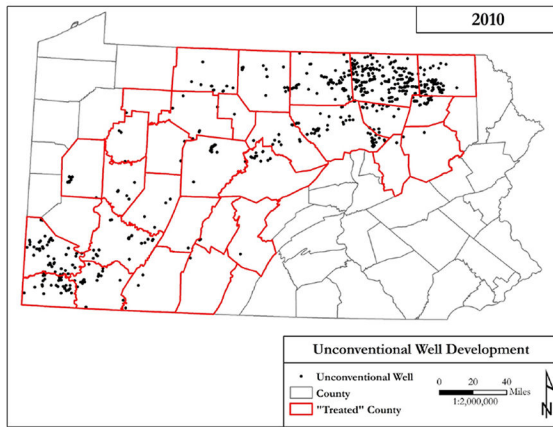 2010
Unconventional Well Development
Unconventional Well
County
"Treated" County
0 20 40
Miles
1:2,000,000
N